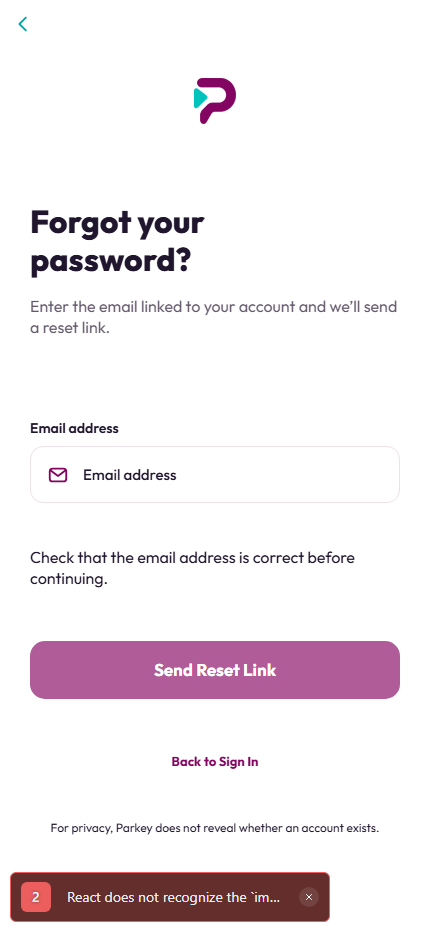 Forgot your
password?
Enter the email linked to your account and we’ll send
a reset link.
Email address
Email address
Check that the email address is correct before
continuing.
Send Reset Link
Back to Sign In
For privacy, Parkey does not reveal whether an account exists.
2 React does not recognize the `im...